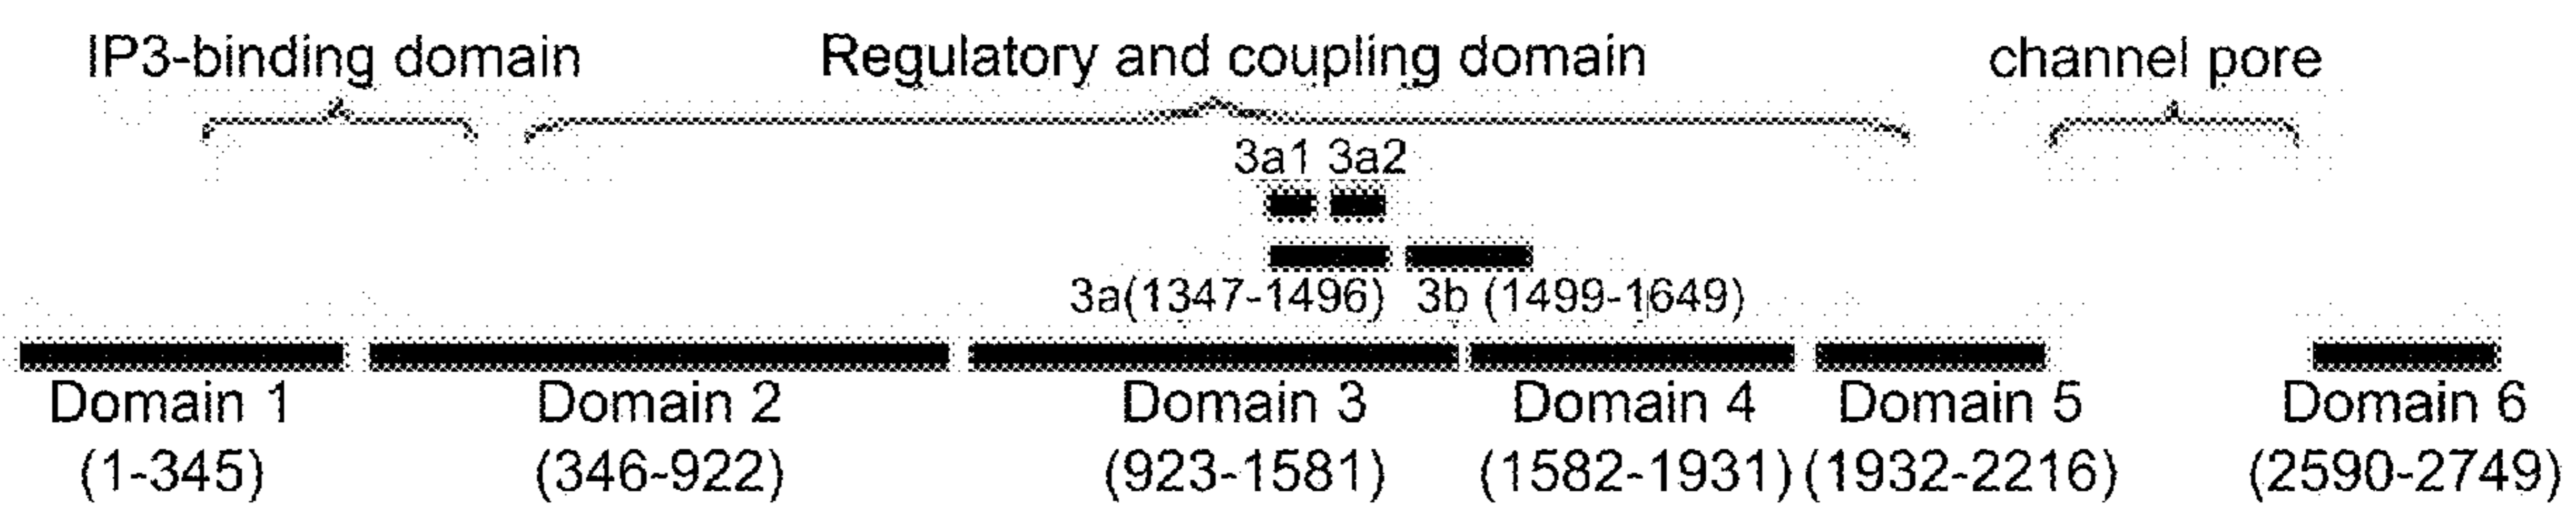 IP3-binding domain Regulatory and coupling domain channel pore
3a1 3a2
3a(1347-1496) 3b (1499-1649)
Domain 1 Domain 2 Domain 3 Domain 4 Domain 5 Domain 6
(1-345) (346-922) (923-1581) (1582-1931) (1932-2216) (2590-2749)